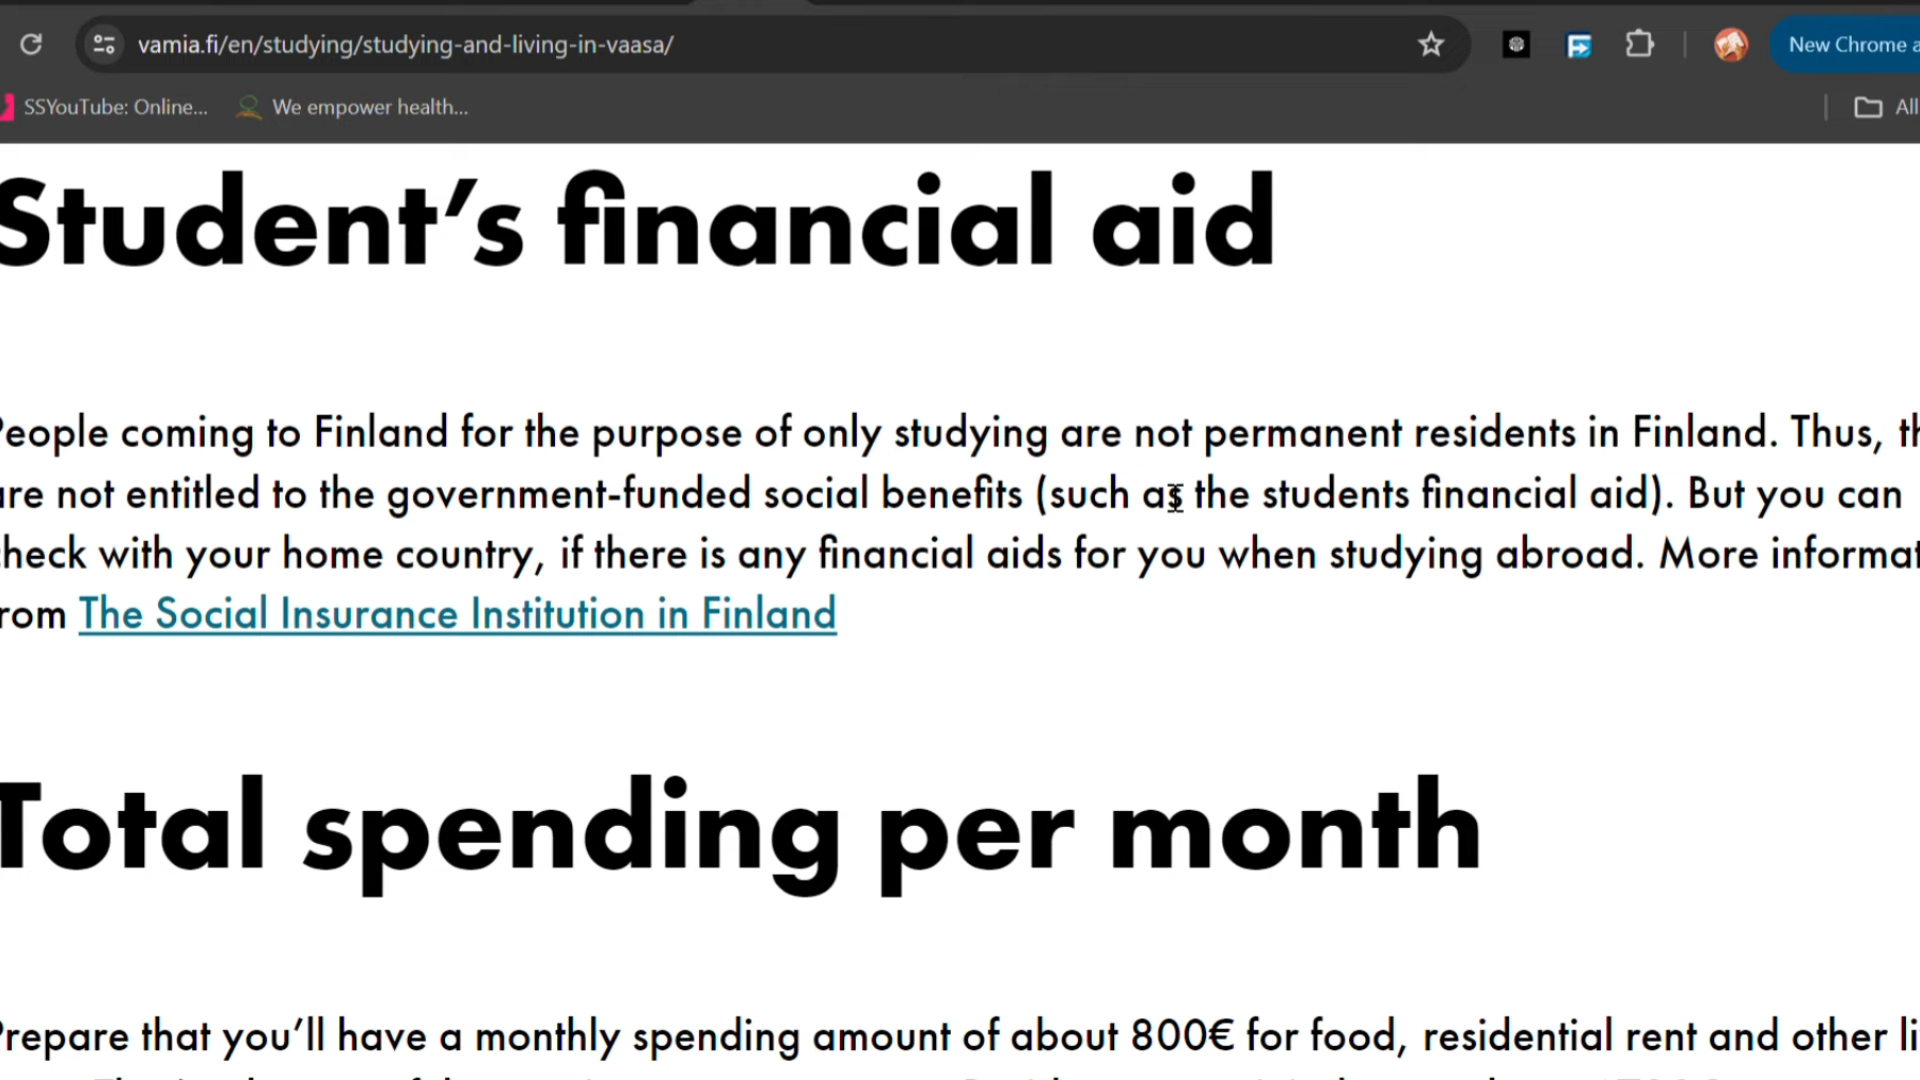 vamia.fi/en/studying/studying-and-living-in-vaasa/
New Chrome a
SSYouTube: Online...
We empower health...
All
Student’s financial aid
People coming to Finland for the purpose of only studying are not permanent residents in Finland. Thus, th
are not entitled to the government-funded social benefits (such as the students financial aid). But you can
check with your home country, if there is any financial aids for you when studying abroad. More informat
from The Social Insurance Institution in Finland
Total spending per month
Prepare that you’ll have a monthly spending amount of about 800€ for food, residential rent and other li